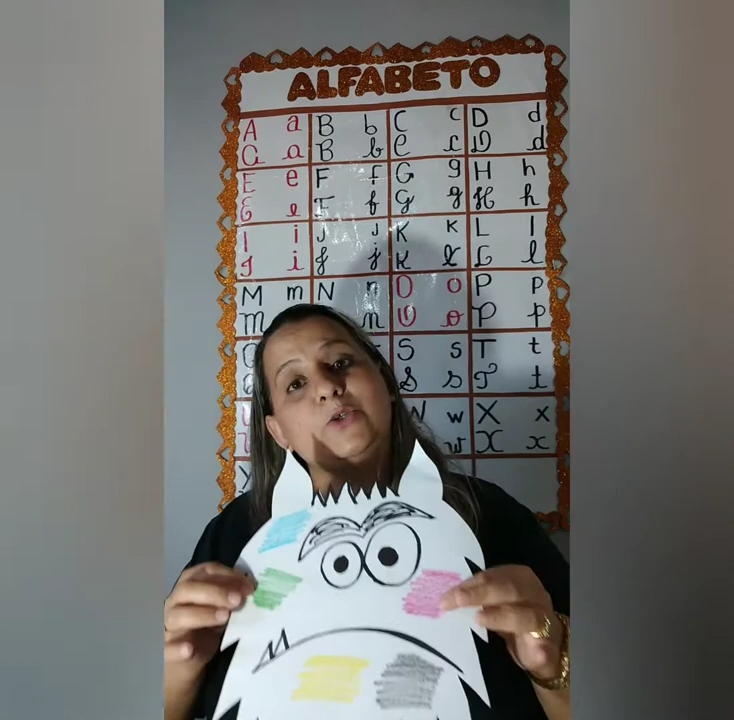 ALFABETO
A a B b C c D d
A a B b C c D d
E e F f G g H h
E e F f G g H h
I i J J K k L l
I i J j K k L l
M m N n O o P p
M n O o P p
S s T t
S s T t
w X x
w X x